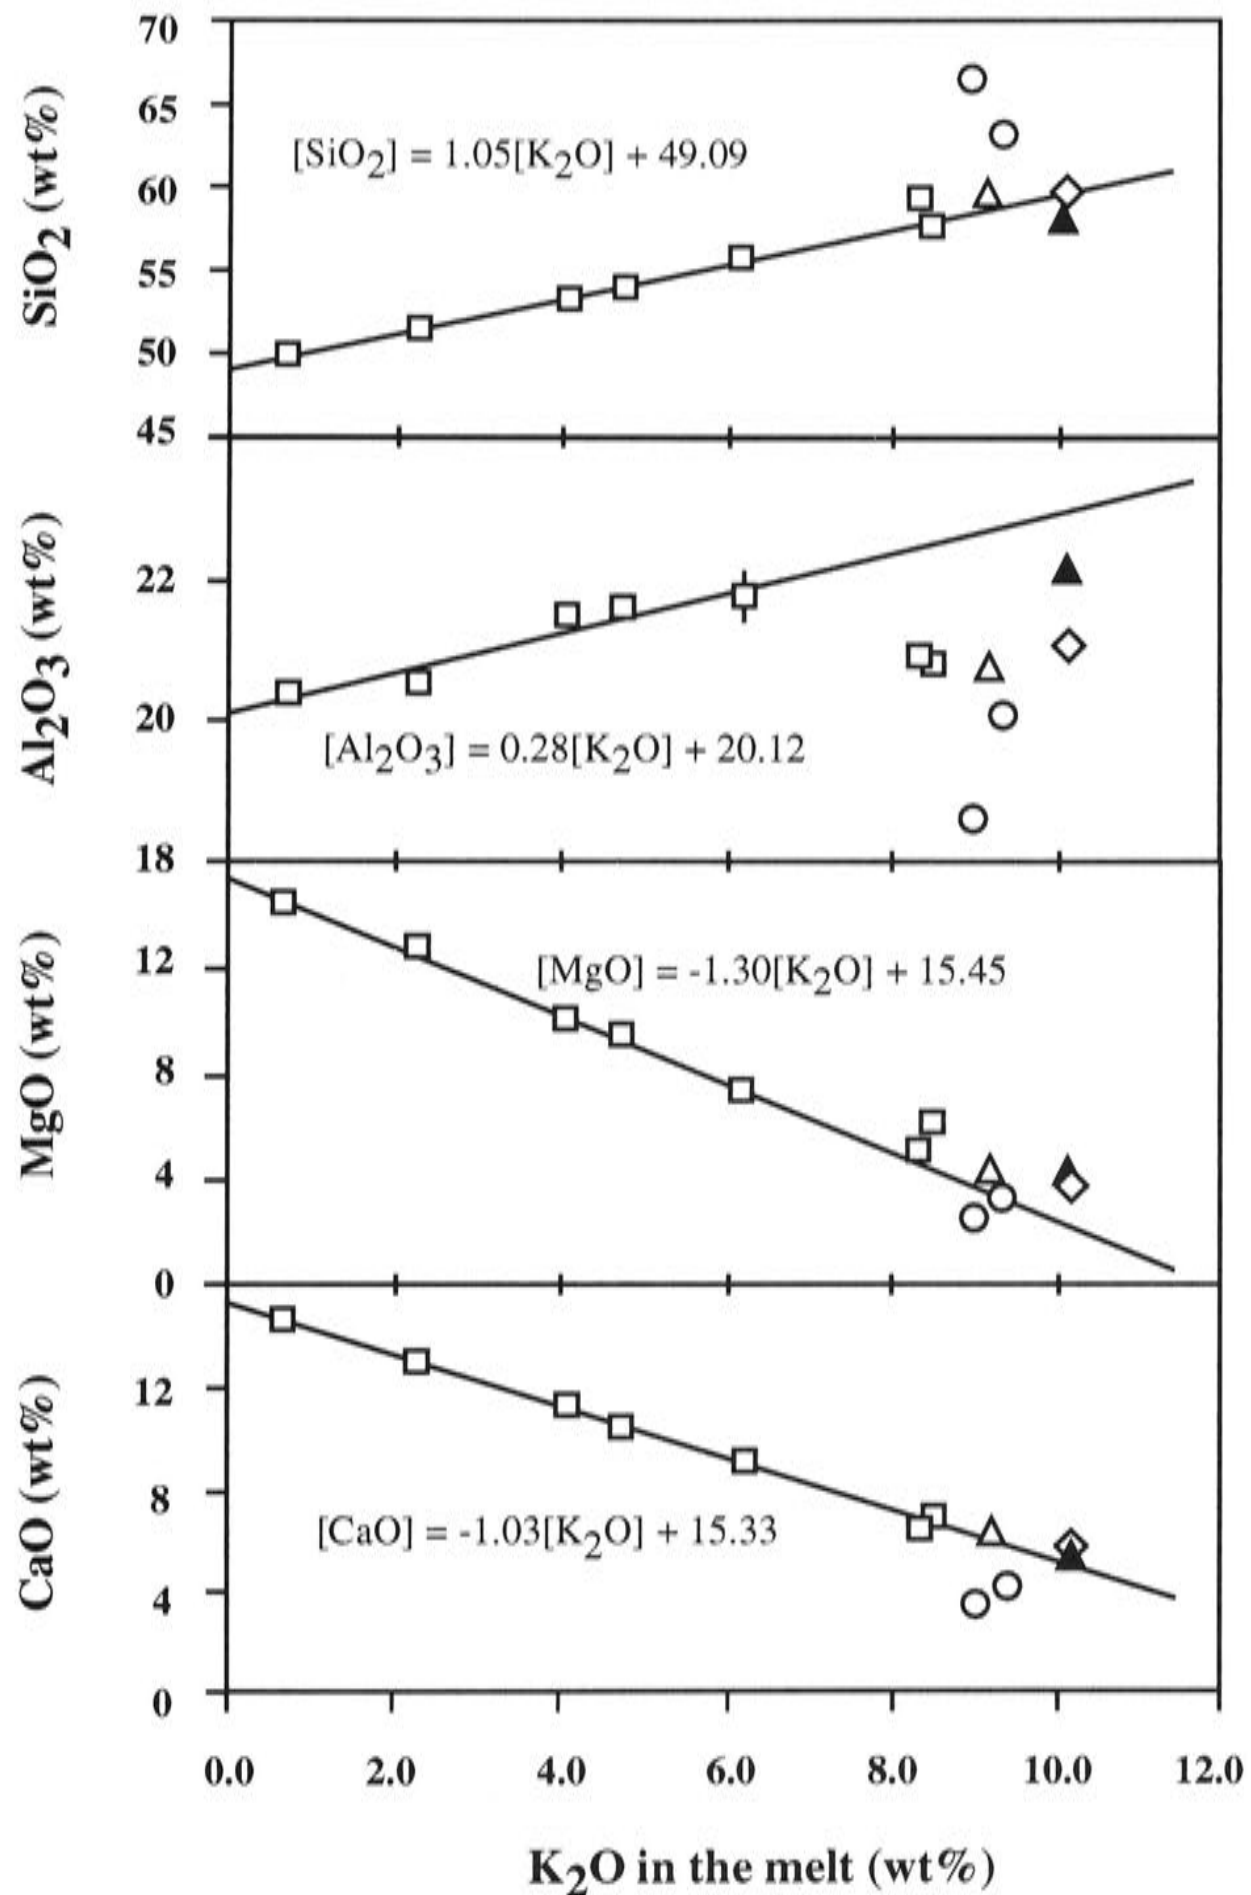 SiO2 (wt%)
70
65
60
55
50
45
[SiO2] = 1.05[K2O] + 49.09
Al2O3 (wt%)
22
20
18
[Al2O3] = 0.28[K2O] + 20.12
MgO (wt%)
12
8
4
0
[MgO] = -1.30[K2O] + 15.45
CaO (wt%)
12
8
4
0
[CaO] = -1.03[K2O] + 15.33
0.0 2.0 4.0 6.0 8.0 10.0 12.0
K2O in the melt (wt%)